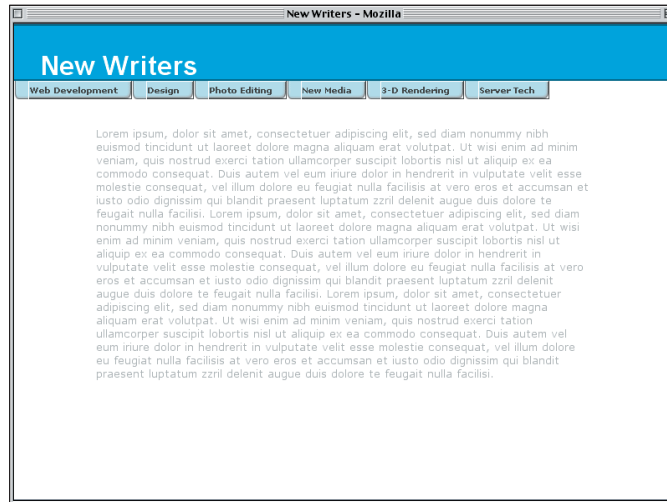 New Writers – Mozilla
New Writers
Web Development Design Photo Editing New Media 3-D Rendering Server Tech
Lorem ipsum, dolor sit amet, consectetuer adipiscing elit, sed diam nonummy nibh
euismod tincidunt ut laoreet dolore magna aliquam erat volutpat. Ut wisi enim ad minim
veniam, quis nostrud exerci tation ullamcorper suscipit lobortis nisl ut aliquip ex ea
commodo consequat. Duis autem vel eum iriure dolor in hendrerit in vulputate velit esse
molestie consequat, vel illum dolore eu feugiat nulla facilisis at vero eros et accumsan et
iusto odio dignissim qui blandit praesent luptatum zzril delenit augue duis dolore te
feugait nulla facilisi. Lorem ipsum, dolor sit amet, consectetuer adipiscing elit, sed diam
nonummy nibh euismod tincidunt ut laoreet dolore magna aliquam erat volutpat. Ut wisi
enim ad minim veniam, quis nostrud exerci tation ullamcorper suscipit lobortis nisl ut
aliquip ex ea commodo consequat. Duis autem vel eum iriure dolor in hendrerit in
vulputate velit esse molestie consequat, vel illum dolore eu feugiat nulla facilisis at vero
eros et accumsan et iusto odio dignissim qui blandit praesent luptatum zzril delenit
augue duis dolore te feugait nulla facilisi. Lorem ipsum, dolor sit amet, consectetuer
adipiscing elit, sed diam nonummy nibh euismod tincidunt ut laoreet dolore magna
aliquam erat volutpat. Ut wisi enim ad minim veniam, quis nostrud exerci tation
ullamcorper suscipit lobortis nisl ut aliquip ex ea commodo consequat. Duis autem vel
eum iriure dolor in hendrerit in vulputate velit esse molestie consequat, vel illum dolore
eu feugiat nulla facilisis at vero eros et accumsan et iusto odio dignissim qui blandit
praesent luptatum zzril delenit augue duis dolore te feugait nulla facilisi.